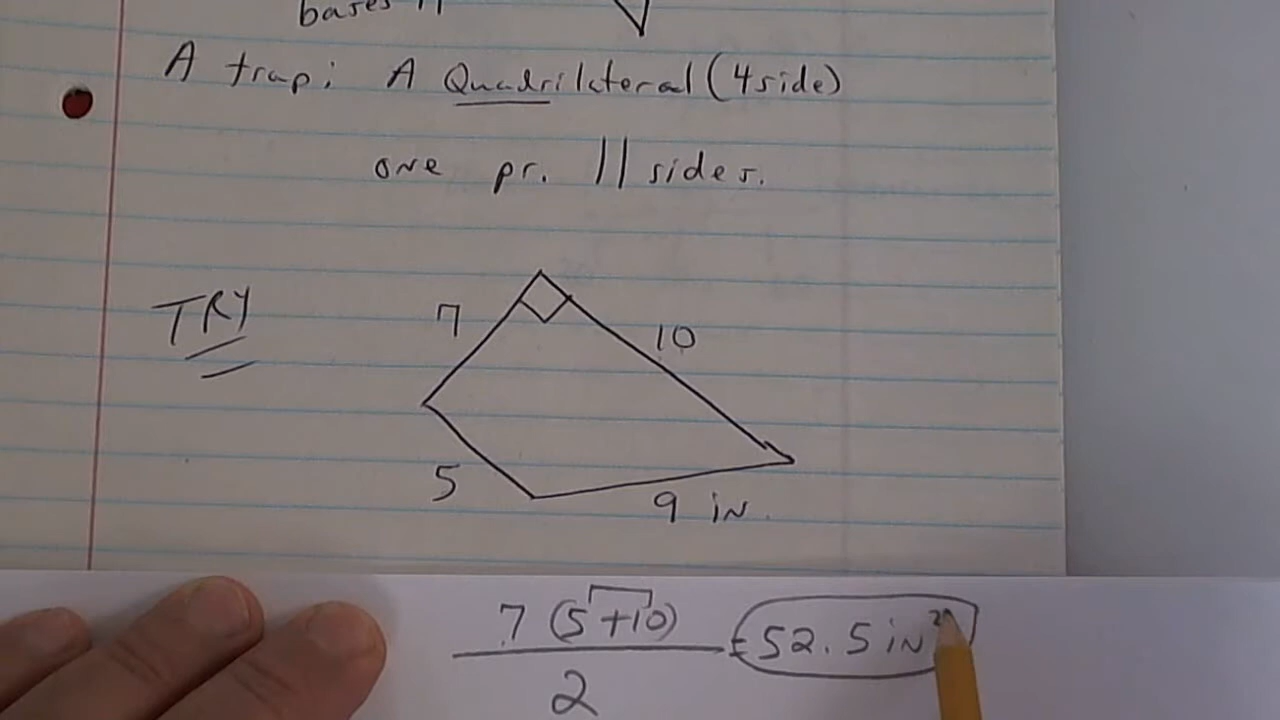 bases ||
A trap: A Quadrilateral (4 side)
one pr. || sides.
TRY
7
10
5
9 in.
7 (5+10)
2
= 52.5 in²